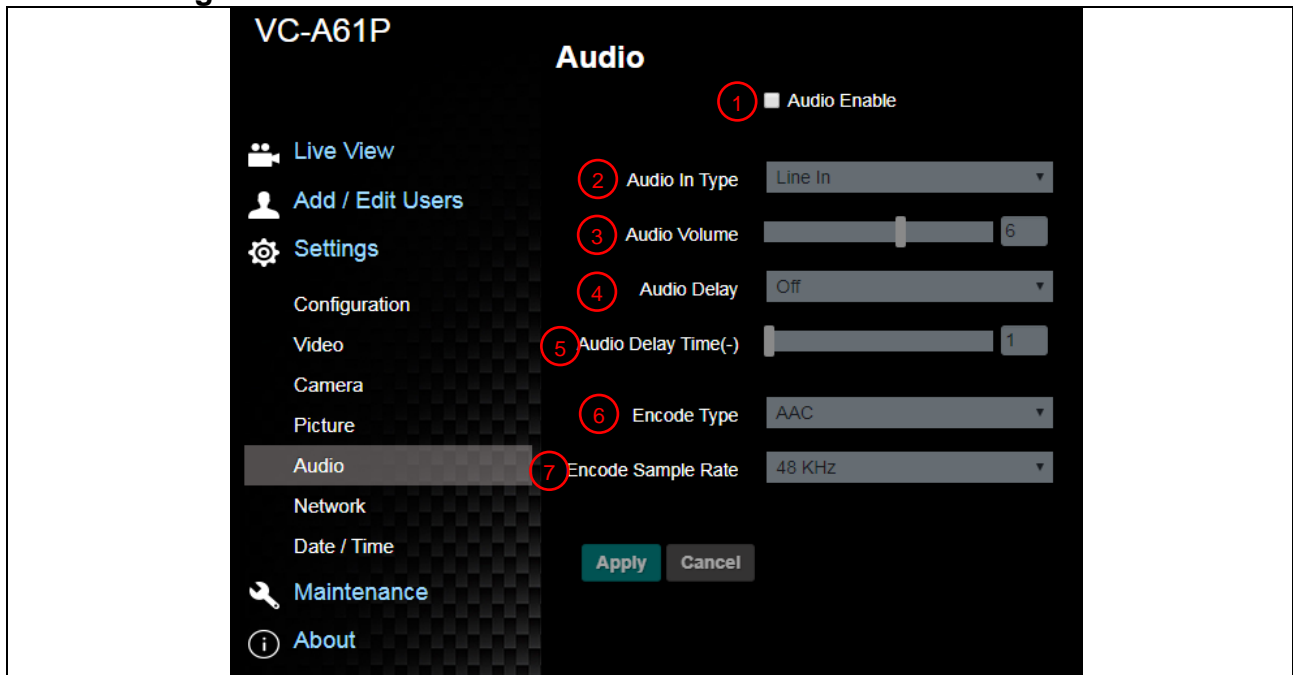 VC-A61P
Audio
1 Audio Enable
Live View
2 Audio In Type Line In
Add / Edit Users
3 Audio Volume 6
Settings
4 Audio Delay Off
Configuration
Video
5 Audio Delay Time(-) 1
Camera
6 Encode Type AAC
Picture
Audio
7 Encode Sample Rate 48 KHz
Network
Date / Time
Apply Cancel
Maintenance
About